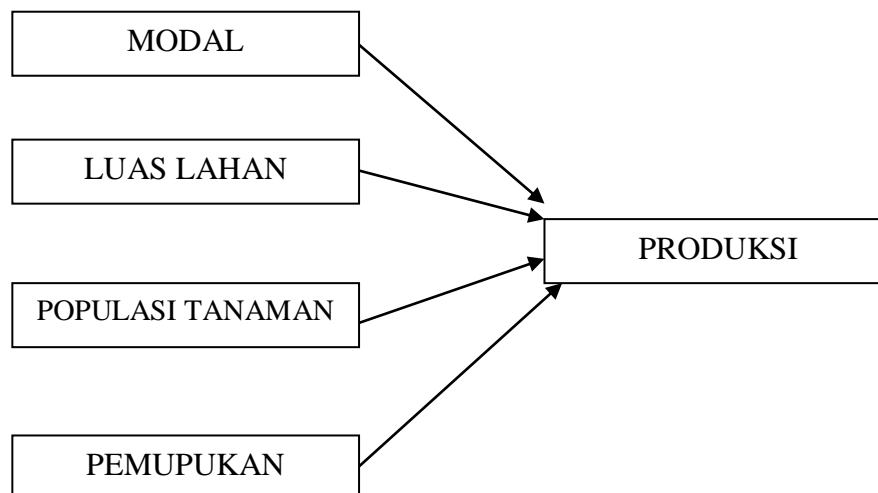 MODAL
LUAS LAHAN
PRODUKSI
POPULASI TANAMAN
PEMUPUKAN